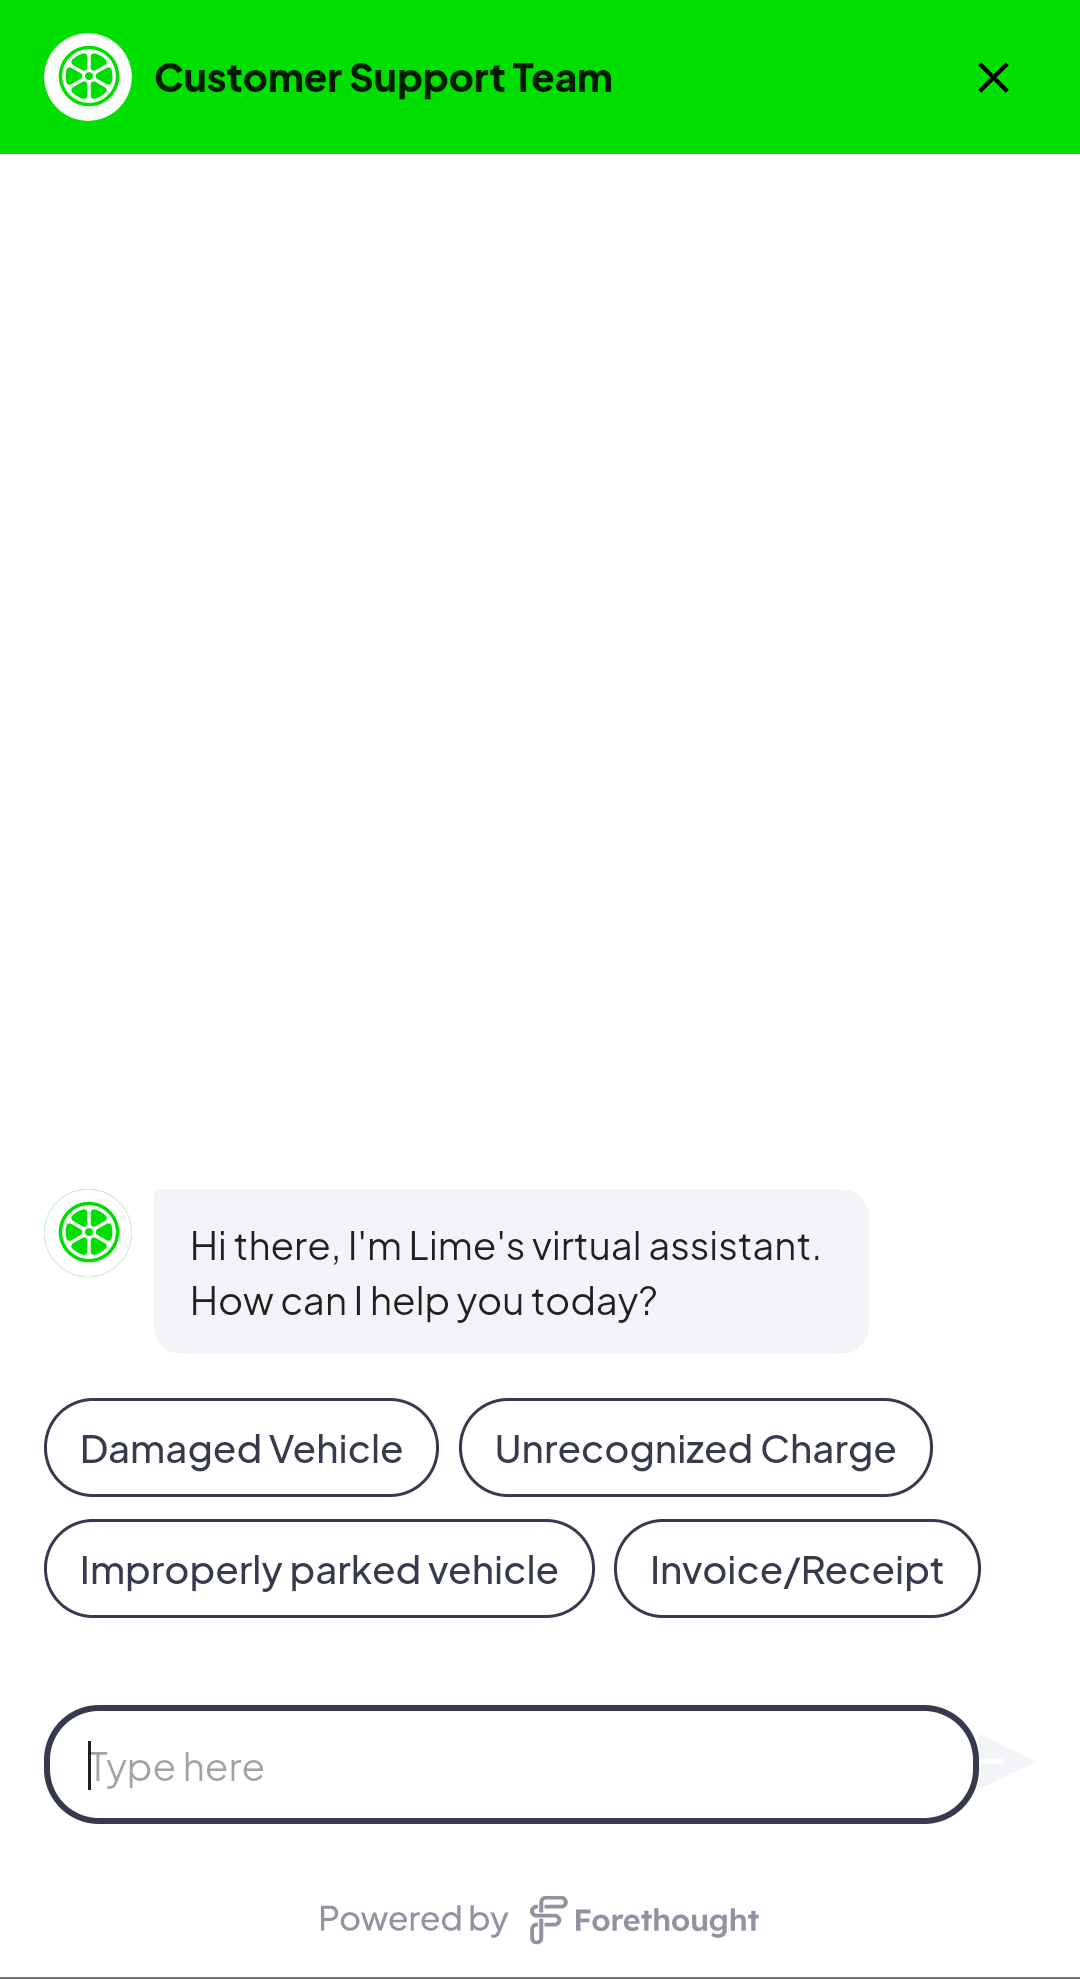 Customer Support Team
Hi there, I'm Lime's virtual assistant.
How can I help you today?
Damaged Vehicle
Unrecognized Charge
Improperly parked vehicle
Invoice/Receipt
Type here
Powered by Forethought